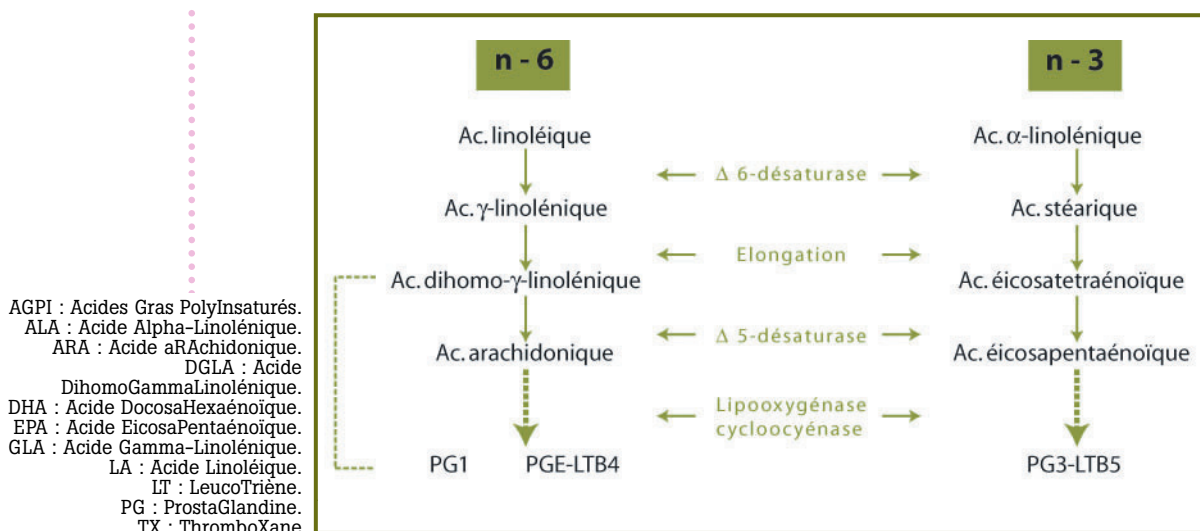 n - 6
n - 3
Ac. linoléique
Ac. α-linolénique
Δ 6-désaturase
Ac. γ-linolénique
Ac. stéarique
Elongation
Ac. dihomo-γ-linolénique
Ac. éicosatetraénoïque
Δ 5-désaturase
Ac. arachidonique
Ac. éicosapentaénoïque
Lipooxygénase
cycloocyénase
PG1
PGE-LTB4
PG3-LTB5
AGPI : Acides Gras PolyInsaturés.
ALA : Acide Alpha-Linolénique.
ARA : Acide aRAchidonique.
DGLA : Acide
DihomoGammaLinolénique.
DHA : Acide DocosaHexaénoïque.
EPA : Acide EicosaPentaénoïque.
GLA : Acide Gamma-Linolénique.
LA : Acide Linoléique.
LT : LeucoTriène.
PG : ProstaGlandine.
TX : ThromboXane